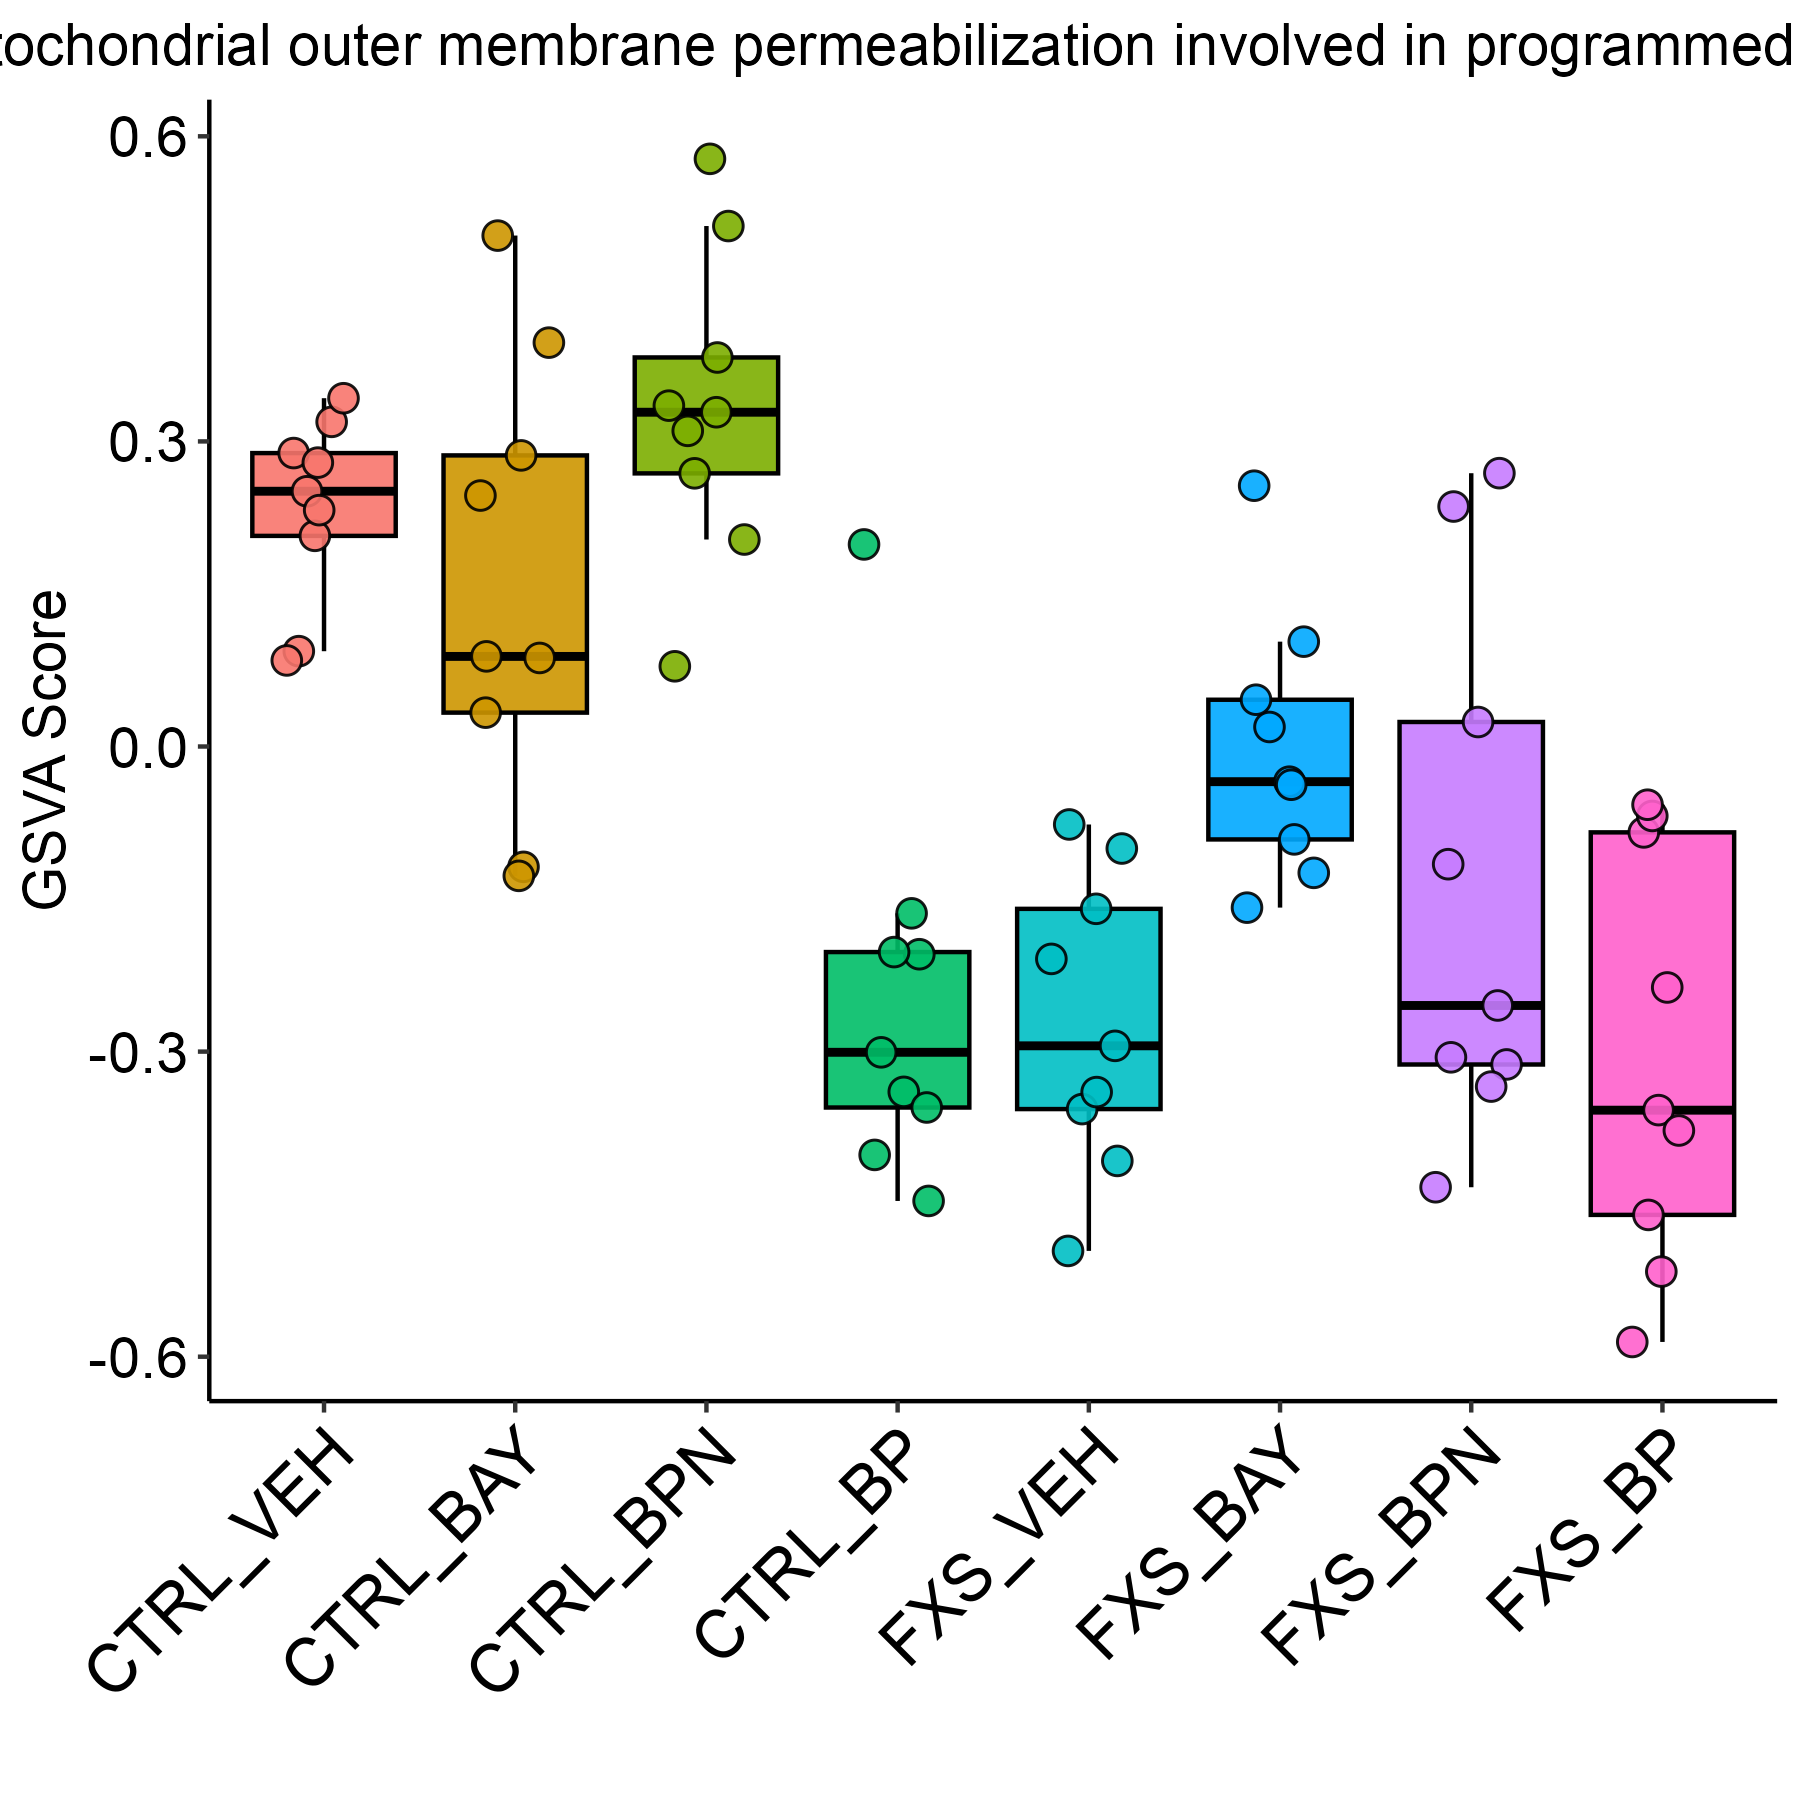 tochondrial outer membrane permeabilization involved in programmed
GSVA Score
0.6
0.3
0.0
-0.3
-0.6
CTRL_VEH
CTRL_BAY
CTRL_BPN
CTRL_BP
FXS_VEH
FXS_BAY
FXS_BPN
FXS_BP